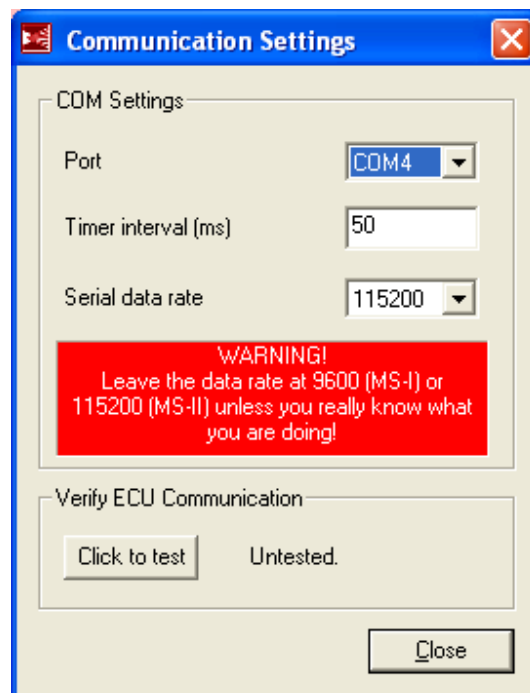 Communication Settings
COM Settings
Port
COM4
Timer interval (ms)
50
Serial data rate
115200
WARNING!
Leave the data rate at 9600 (MS-I) or
115200 (MS-II) unless you really know what
you are doing!
Verify ECU Communication
Click to test
Untested.
Close